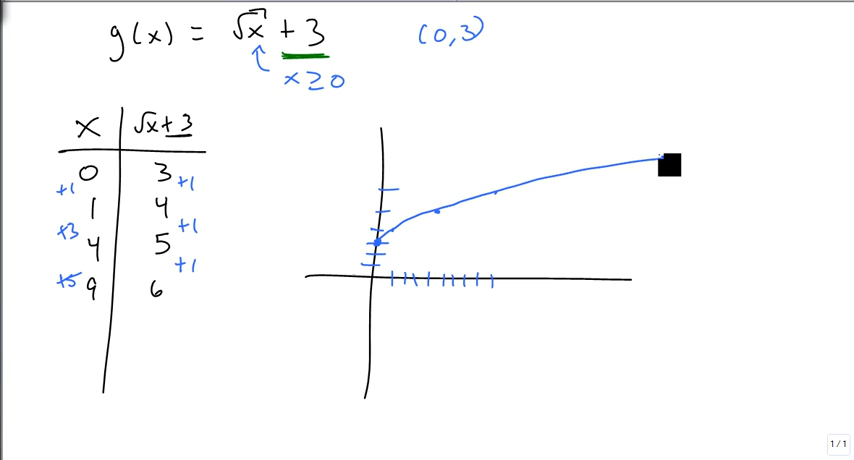 g(x) = √x + 3 (0,3)
x ≥ 0
x √x+3
0 3
+1 +1
1 4
+3 +1
4 5
+5 +1
9 6
1 / 1